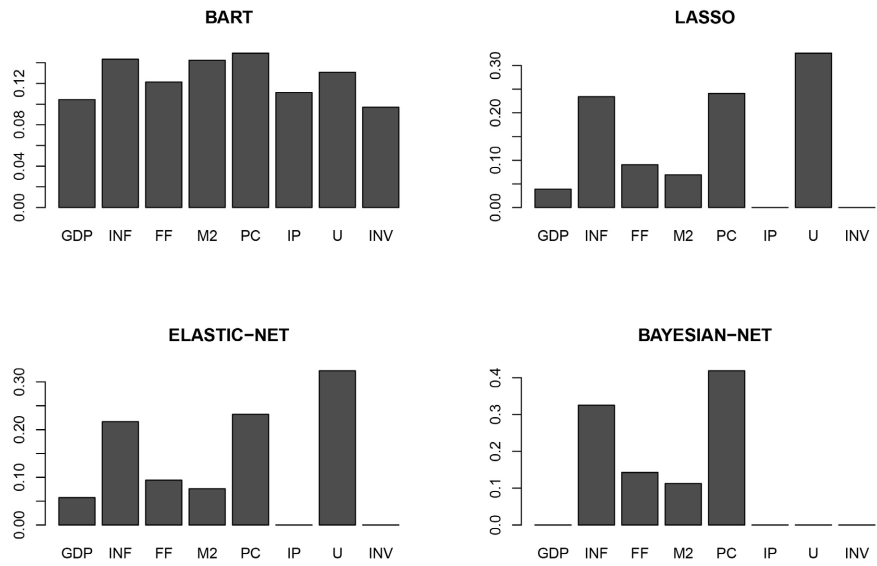 BART
0.12
0.08
0.04
0.00
GDP INF FF M2 PC IP U INV
LASSO
0.30
0.20
0.10
0.00
GDP INF FF M2 PC IP U INV
ELASTIC−NET
0.30
0.20
0.10
0.00
GDP INF FF M2 PC IP U INV
BAYESIAN−NET
0.4
0.3
0.2
0.1
0.0
GDP INF FF M2 PC IP U INV